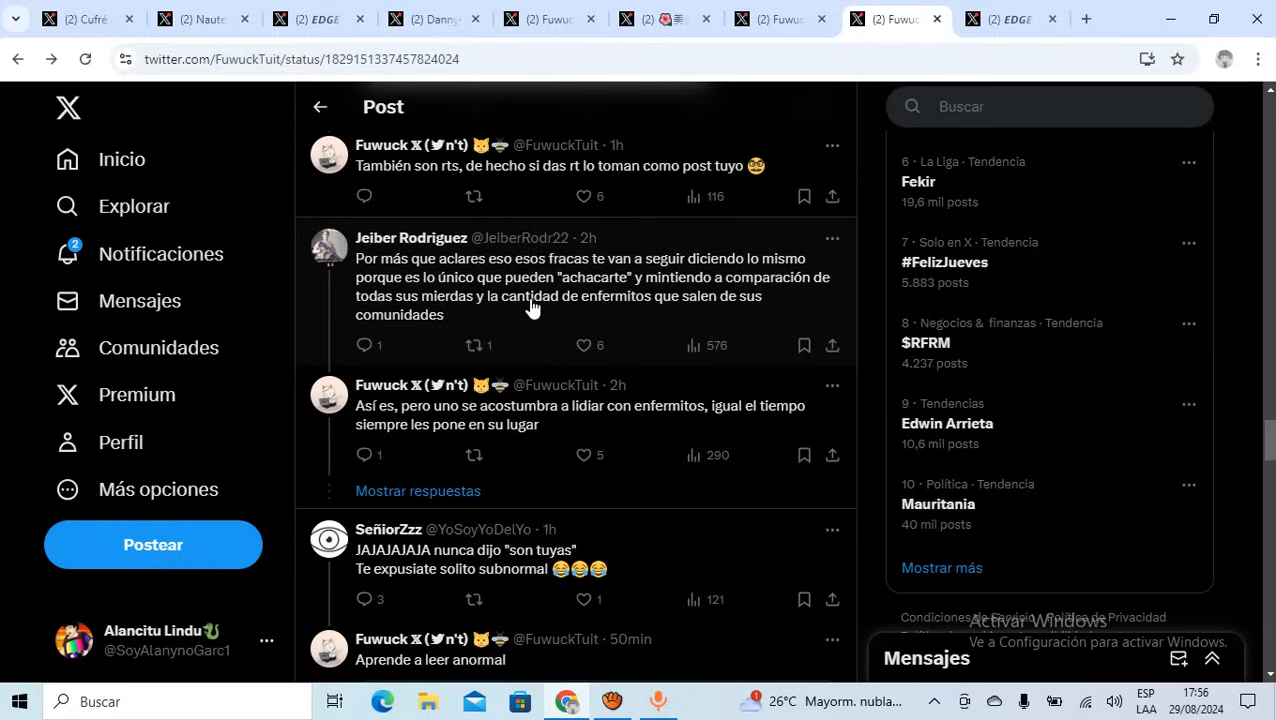 (2) Cufré
(2) Naute
(2) EDGE
(2) Danny
(2) Fuwuc
(2) 🌺美
(2) Fuwuc
(2) Fuwuc
(2) EDGE
twitter.com/FuwuckTuit/status/1829151337457824024
Inicio
Explorar
2
Notificaciones
Mensajes
Comunidades
Premium
Perfil
Más opciones
Postear
Alancitu Lindu🐉
@SoyAlanynoGarc1
Post
Fuwuck 𝕏 (🐦n't) 🐱🐝 @FuwuckTuit · 1h
También son rts, de hecho si das rt lo toman como post tuyo 🤓
6 116
Jeiber Rodriguez @JeiberRodr22 · 2h
Por más que aclares eso esos fracas te van a seguir diciendo lo mismo
porque es lo único que pueden "achacarte" y mintiendo a comparación de
todas sus mierdas y la cantidad de enfermitos que salen de sus
comunidades
1 1 6 576
Fuwuck 𝕏 (🐦n't) 🐱🐝 @FuwuckTuit · 2h
Así es, pero uno se acostumbra a lidiar con enfermitos, igual el tiempo
siempre les pone en su lugar
1 5 290
Mostrar respuestas
SeñiorZzz @YoSoyYoDelYo · 1h
JAJAJAJAJA nunca dijo "son tuyas"
Te expusiate solito subnormal 😂😂😂
3 1 121
Fuwuck 𝕏 (🐦n't) 🐱🐝 @FuwuckTuit · 50min
Aprende a leer anormal
Buscar
6 · La Liga · Tendencia
Fekir
19,6 mil posts
7 · Solo en X · Tendencia
#FelizJueves
5.883 posts
8 · Negocios & finanzas · Tendencia
$RFRM
4.237 posts
9 · Tendencias
Edwin Arrieta
10,6 mil posts
10 · Política · Tendencia
Mauritania
40 mil posts
Mostrar más
Condiciones de Servicio Política de Privacidad
Activar Windows
Ve a Configuración para activar Windows.
Mensajes
Buscar
1
26°C Mayorm. nubla...
ESP
LAA
17:56
29/08/2024